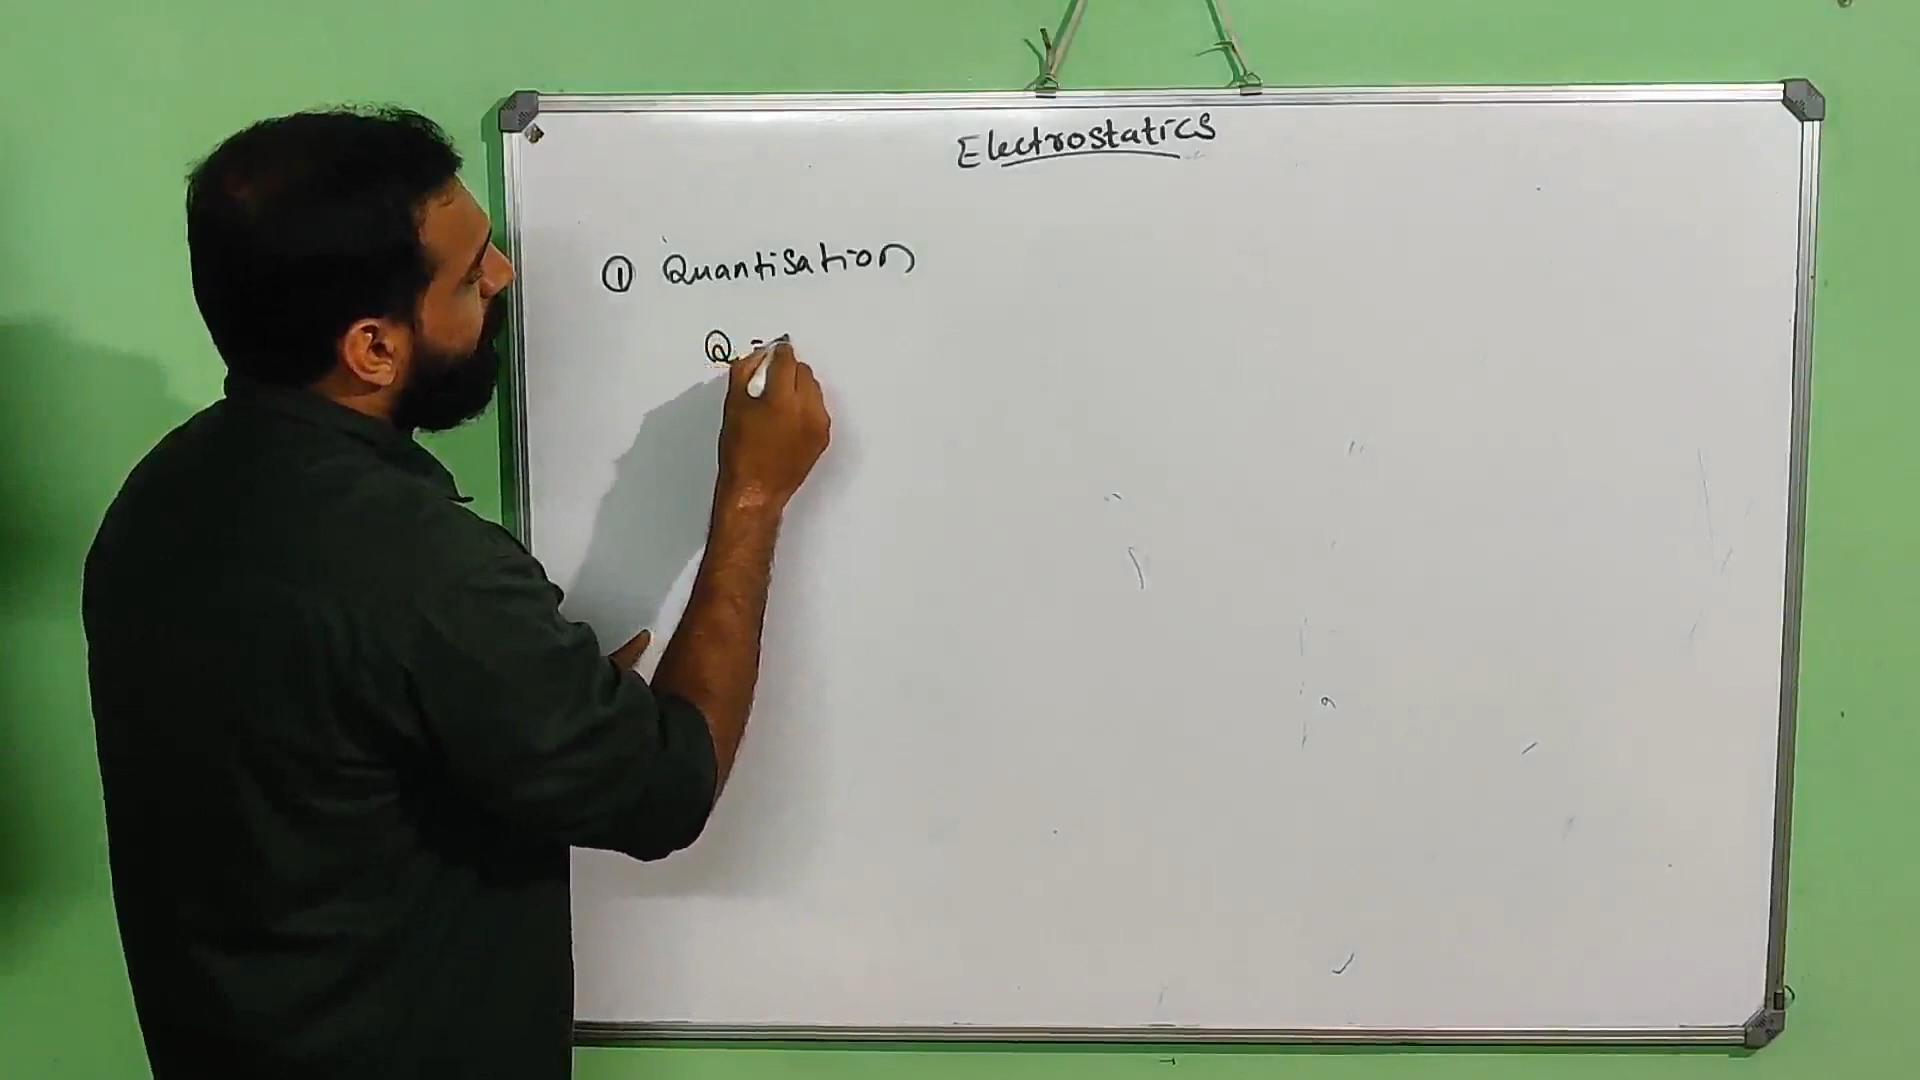 Electrostatics
① Quantisation
Q =